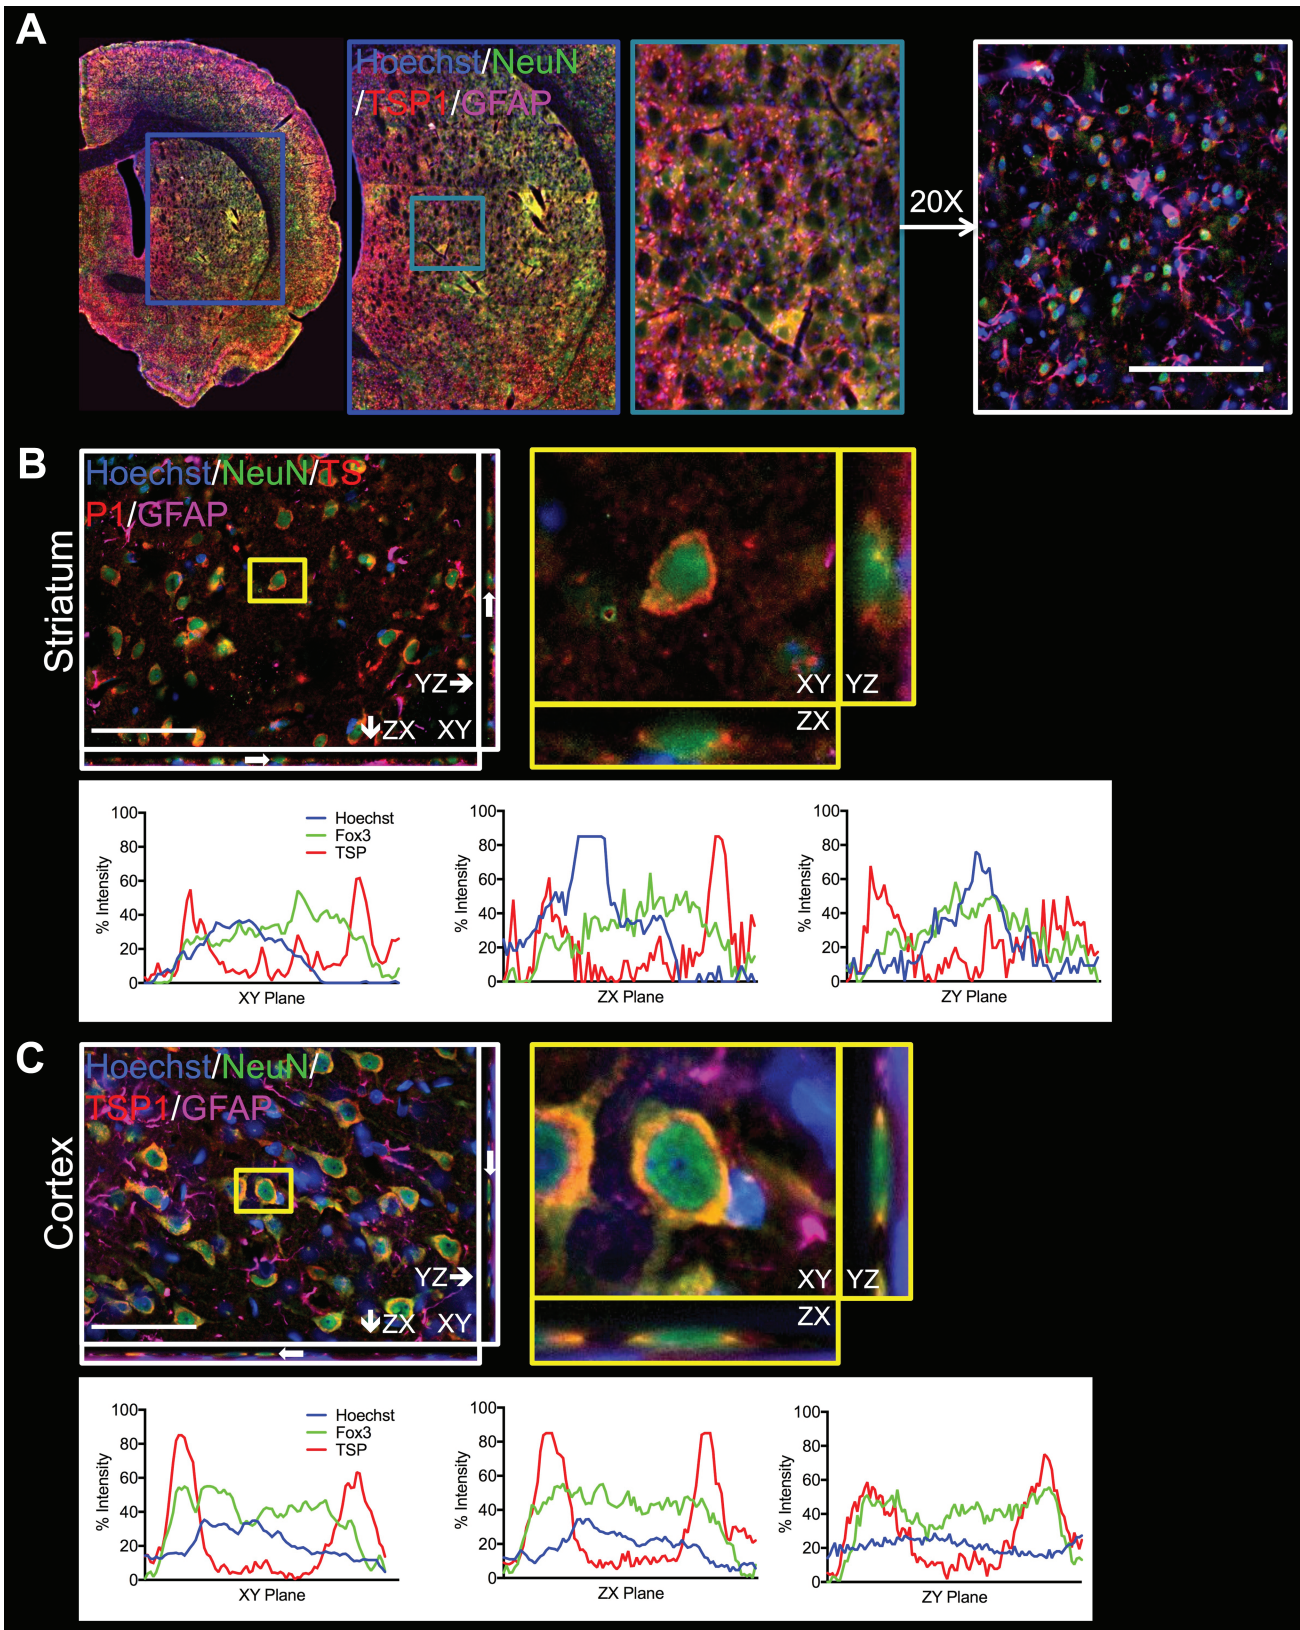 A
Hoechst/NeuN
/TSP1/GFAP
20X
B
Striatum
Hoechst/NeuN/TS
P1/GFAP
YZ
ZX XY
XY YZ
ZX
100
80
60
40
20
0
% Intensity
Hoechst
Fox3
TSP
XY Plane
100
80
60
40
20
0
% Intensity
ZX Plane
100
80
60
40
20
0
% Intensity
ZY Plane
C
Cortex
Hoechst/NeuN/
TSP1/GFAP
YZ
ZX XY
XY YZ
ZX
100
80
60
40
20
0
% Intensity
Hoechst
Fox3
TSP
XY Plane
100
80
60
40
20
0
% Intensity
ZX Plane
100
80
60
40
20
0
% Intensity
ZY Plane